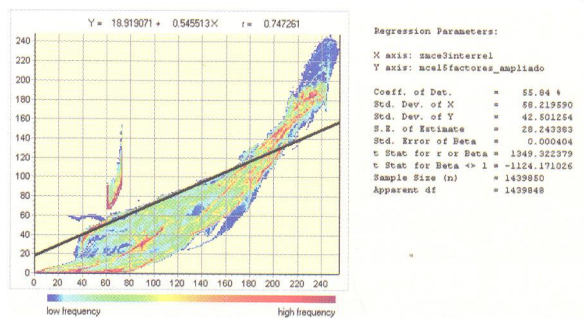 Y = 18.919071 + 0.545513X r = 0.747261
240
220
200
180
160
140
120
100
80
60
40
20
0
0 20 40 60 80 100 120 140 160 180 200 220 240
low frequency high frequency
Regression Parameters:
X axis: zmce3interrel
Y axis: mcel5factores_ampliado
Coeff. of Det. = 55.84 %
Std. Dev. of X = 58.219590
Std. Dev. of Y = 42.501254
S.E. of Estimate = 28.243383
Std. Error of Beta = 0.000404
t Stat for r or Beta = 1349.322379
t Stat for Beta <> 1 = -1124.171026
Sample Size (n) = 1439850
Apparent df = 1439848